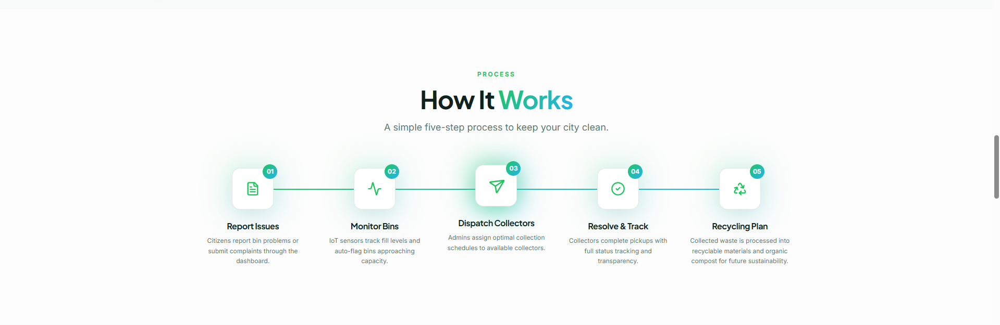 PROCESS
How It Works
A simple five-step process to keep your city clean.
01
Report Issues
Citizens report bin problems or
submit complaints through the
dashboard.
02
Monitor Bins
IoT sensors track fill levels and
auto-flag bins approaching
capacity.
03
Dispatch Collectors
Admins assign optimal collection
schedules to available collectors.
04
Resolve & Track
Collectors complete pickups with
full status tracking and
transparency.
05
Recycling Plan
Collected waste is processed into
recyclable materials and organic
compost for future sustainability.